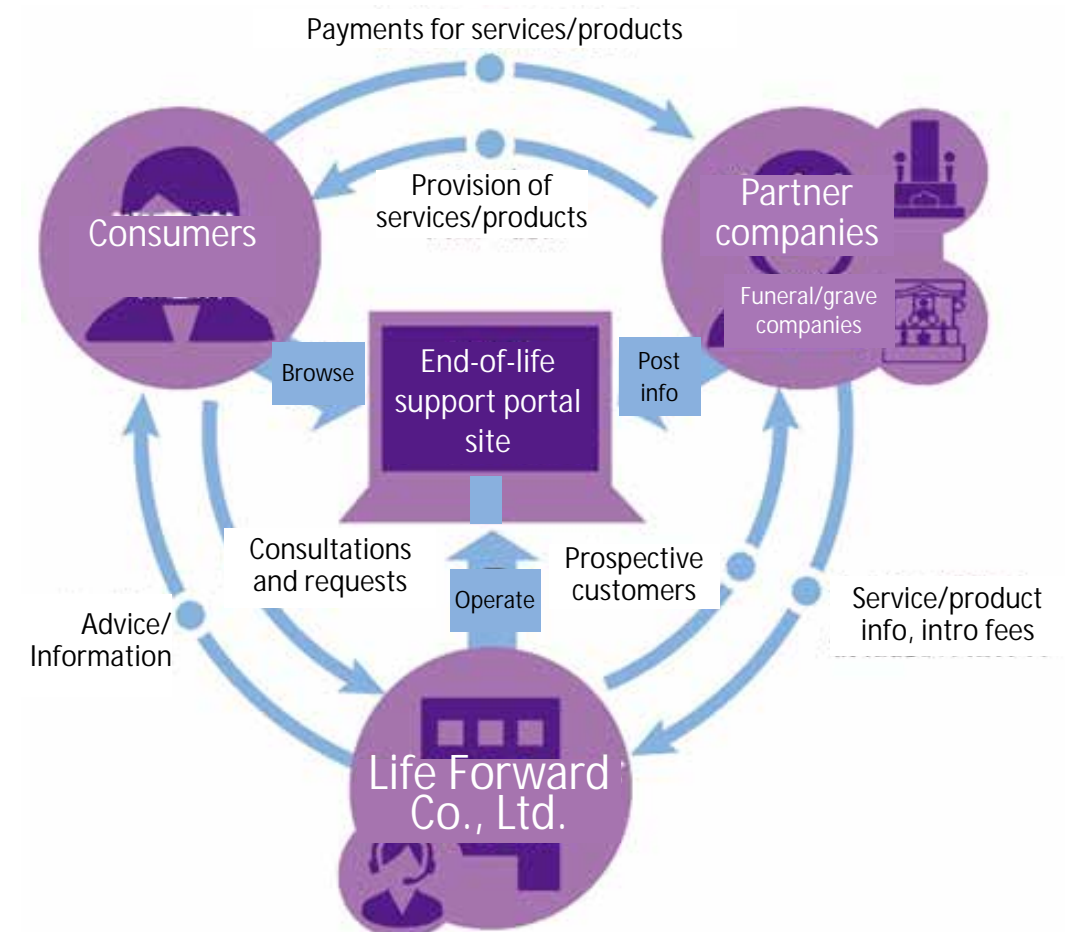 Payments for services/products
Provision of
services/products
Consumers
Partner
companies
Funeral/grave
companies
Browse
End-of-life
support portal
site
Post
info
Consultations
and requests
Operate
Prospective
customers
Advice/
Information
Service/product
info, intro fees
Life Forward
Co., Ltd.